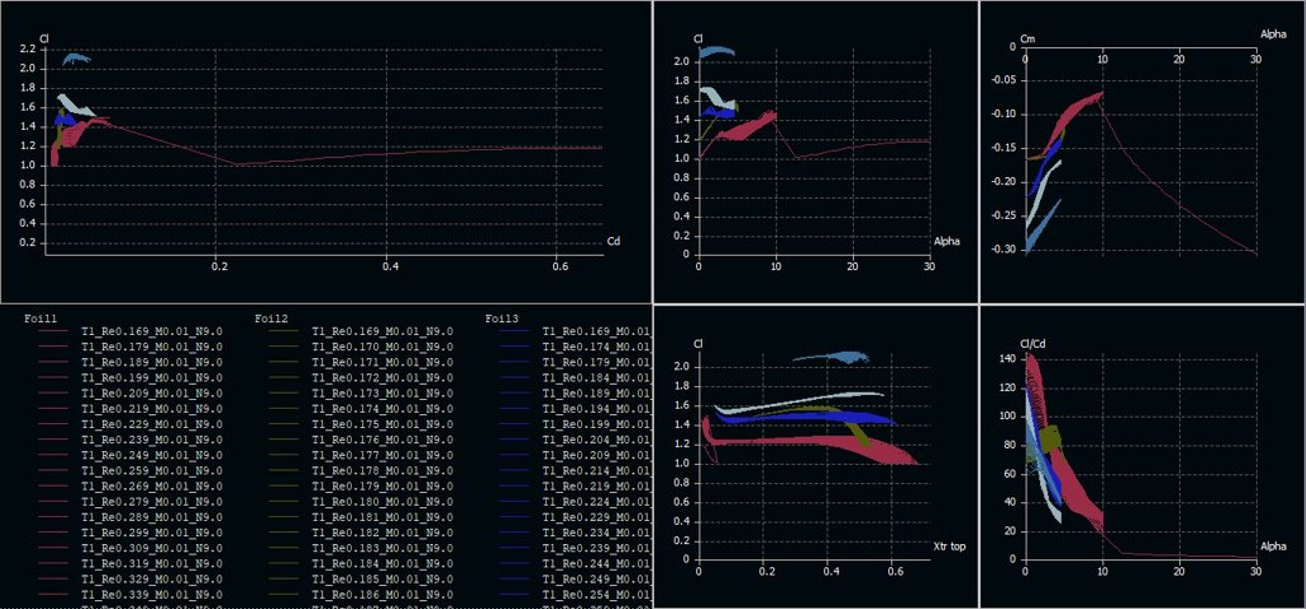 Cl
2.2
2.0
1.8
1.6
1.4
1.2
1.0
0.8
0.6
0.4
0.2
Cd
0.2 0.4 0.6
Cl
2.0
1.8
1.6
1.4
1.2
1.0
0.8
0.6
0.4
0.2
0
Alpha
0 10 20 30
Cm
Alpha
0
0 10 20 30
-0.05
-0.10
-0.15
-0.20
-0.25
-0.30
Foil1 Foil2 Foil3
T1_Re0.169_M0.01_N9.0 T1_Re0.169_M0.01_N9.0 T1_Re0.169_M0.01
T1_Re0.179_M0.01_N9.0 T1_Re0.170_M0.01_N9.0 T1_Re0.174_M0.01
T1_Re0.189_M0.01_N9.0 T1_Re0.171_M0.01_N9.0 T1_Re0.179_M0.01
T1_Re0.199_M0.01_N9.0 T1_Re0.172_M0.01_N9.0 T1_Re0.184_M0.01
T1_Re0.209_M0.01_N9.0 T1_Re0.173_M0.01_N9.0 T1_Re0.189_M0.01
T1_Re0.219_M0.01_N9.0 T1_Re0.174_M0.01_N9.0 T1_Re0.194_M0.01
T1_Re0.229_M0.01_N9.0 T1_Re0.175_M0.01_N9.0 T1_Re0.199_M0.01
T1_Re0.239_M0.01_N9.0 T1_Re0.176_M0.01_N9.0 T1_Re0.204_M0.01
T1_Re0.249_M0.01_N9.0 T1_Re0.177_M0.01_N9.0 T1_Re0.209_M0.01
T1_Re0.259_M0.01_N9.0 T1_Re0.178_M0.01_N9.0 T1_Re0.214_M0.01
T1_Re0.269_M0.01_N9.0 T1_Re0.179_M0.01_N9.0 T1_Re0.219_M0.01
T1_Re0.279_M0.01_N9.0 T1_Re0.180_M0.01_N9.0 T1_Re0.224_M0.01
T1_Re0.289_M0.01_N9.0 T1_Re0.181_M0.01_N9.0 T1_Re0.229_M0.01
T1_Re0.299_M0.01_N9.0 T1_Re0.182_M0.01_N9.0 T1_Re0.234_M0.01
T1_Re0.309_M0.01_N9.0 T1_Re0.183_M0.01_N9.0 T1_Re0.239_M0.01
T1_Re0.319_M0.01_N9.0 T1_Re0.184_M0.01_N9.0 T1_Re0.244_M0.01
T1_Re0.329_M0.01_N9.0 T1_Re0.185_M0.01_N9.0 T1_Re0.249_M0.01
T1_Re0.339_M0.01_N9.0 T1_Re0.186_M0.01_N9.0 T1_Re0.254_M0.01
Cl
2.0
1.8
1.6
1.4
1.2
1.0
0.8
0.6
0.4
0.2
0
Xtr top
0 0.2 0.4 0.6
Cl/Cd
140
120
100
80
60
40
20
0
Alpha
0 10 20 30